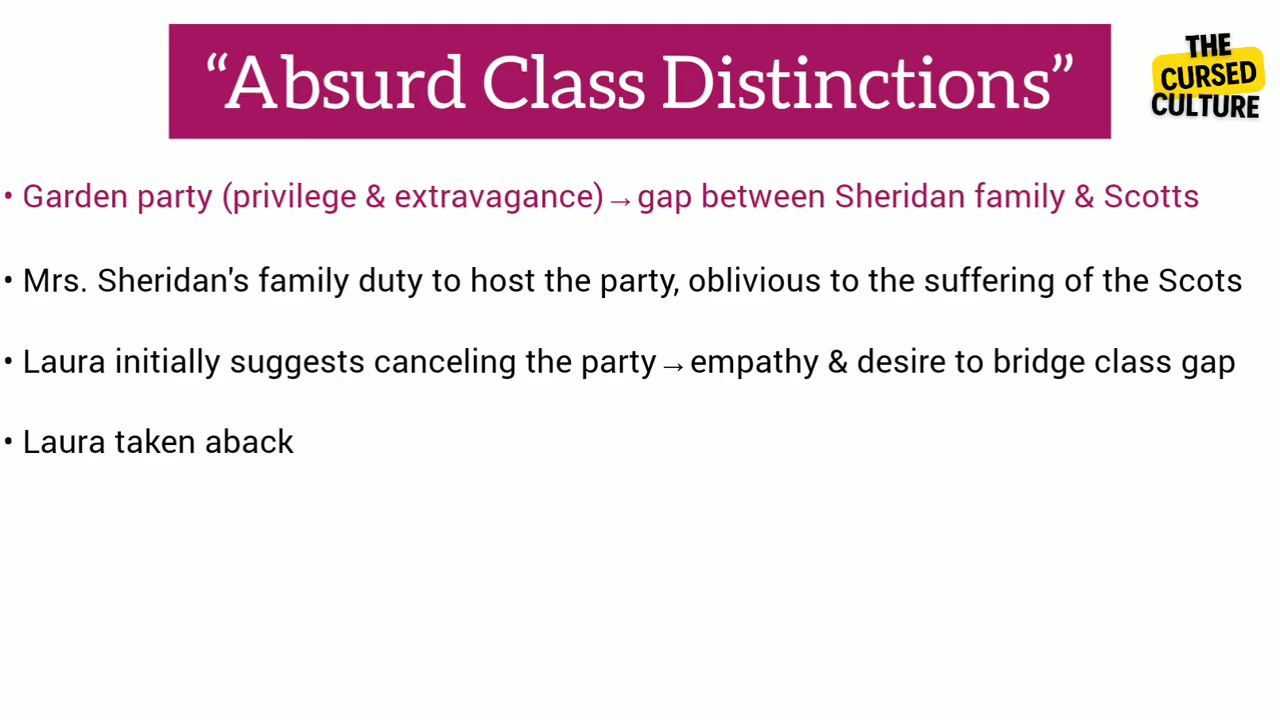 “Absurd Class Distinctions”
THE
CURSED
CULTURE
• Garden party (privilege & extravagance)→gap between Sheridan family & Scotts
• Mrs. Sheridan's family duty to host the party, oblivious to the suffering of the Scots
• Laura initially suggests canceling the party→empathy & desire to bridge class gap
• Laura taken aback